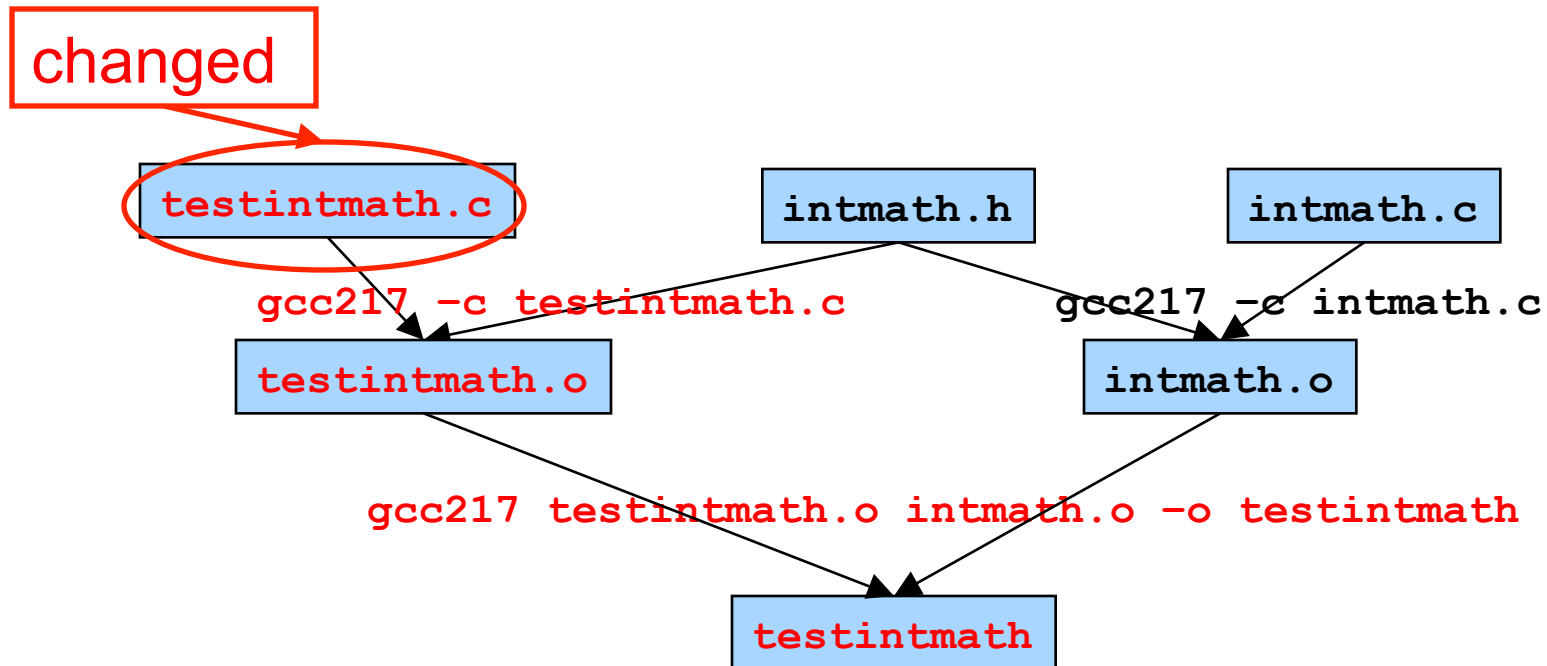 changed
testintmath.c
intmath.h
intmath.c
gcc217 –c testintmath.c
gcc217 –c intmath.c
testintmath.o
intmath.o
gcc217 testintmath.o intmath.o –o testintmath
testintmath